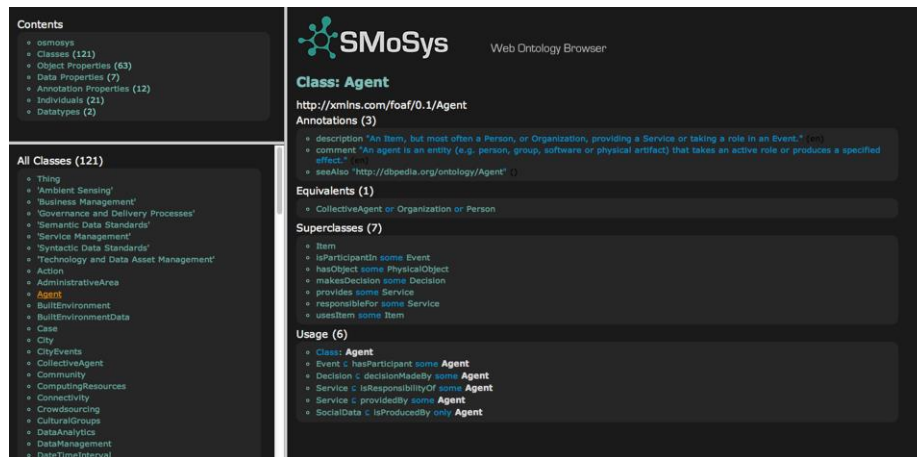 Contents
osmosys
Classes (121)
Object Properties (63)
Data Properties (7)
Annotation Properties (12)
Individuals (21)
Datatypes (2)
All Classes (121)
Thing
'Ambient Sensing'
'Business Management'
'Governance and Delivery Processes'
'Semantic Data Standards'
'Service Management'
'Syntactic Data Standards'
'Technology and Data Asset Management'
Action
AdministrativeArea
Agent
BuiltEnvironment
BuiltEnvironmentData
Case
City
CityEvents
CollectiveAgent
Community
ComputingResources
Connectivity
Crowdsourcing
CulturalGroups
DataAnalytics
DataManagement
DateTimeInterval
SMoSys Web Ontology Browser
Class: Agent
http://xmlns.com/foaf/0.1/Agent
Annotations (3)
description "An Item, but most often a Person, or Organization, providing a Service or taking a role in an Event." (en)
comment "An agent is an entity (e.g. person, group, software or physical artifact) that takes an active role or produces a specified
effect." (en)
seeAlso "http://dbpedia.org/ontology/Agent" ()
Equivalents (1)
CollectiveAgent or Organization or Person
Superclasses (7)
Item
isParticipantIn some Event
hasObject some PhysicalObject
makesDecision some Decision
provides some Service
responsibleFor some Service
usesItem some Item
Usage (6)
Class: Agent
Event ⊂ hasParticipant some Agent
Decision ⊂ decisionMadeBy some Agent
Service ⊂ isResponsibilityOf some Agent
Service ⊂ providedBy some Agent
SocialData ⊂ isProducedBy only Agent